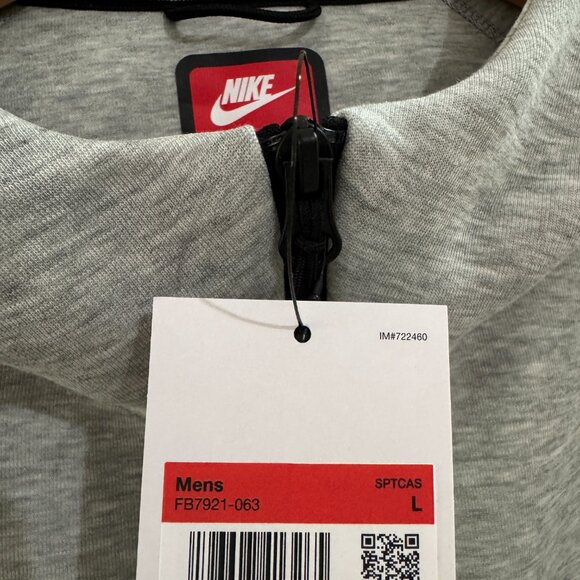 NIKE
IM#722460
Mens SPTCAS
FB7921-063 L